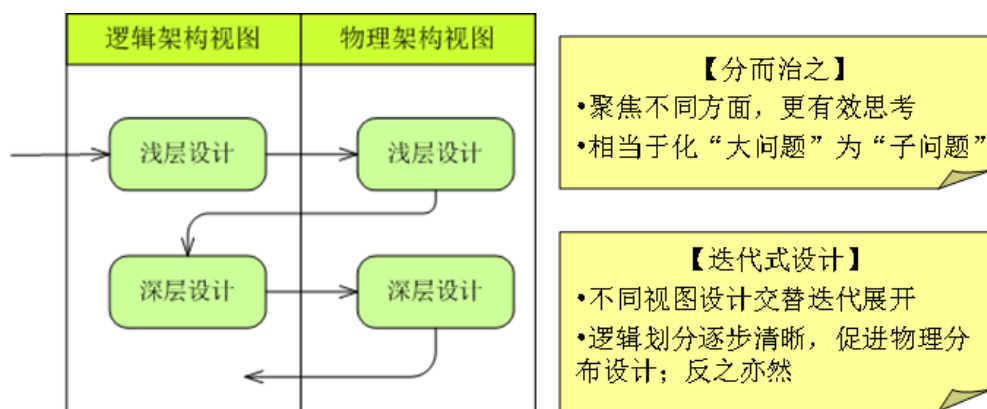 逻辑架构视图
物理架构视图
浅层设计
浅层设计
深层设计
深层设计
【分而治之】
•聚焦不同方面，更有效思考
•相当于化“大问题”为“子问题”
【迭代式设计】
•不同视图设计交替迭代展开
•逻辑划分逐步清晰，促进物理分
布设计；反之亦然